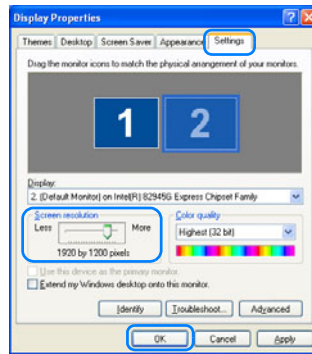 Display Properties
Themes Desktop Screen Saver Appearance Settings
Drag the monitor icons to match the physical arrangement of your monitors.
1 2
Display:
2. (Default Monitor) on Intel(R) 82945G Express Chipset Family
Screen resolution
Less More
1920 by 1200 pixels
Color quality
Highest (32 bit)
Use this device as the primary monitor.
Extend my Windows desktop onto this monitor.
Identify Troubleshoot... Advanced
OK Cancel Apply